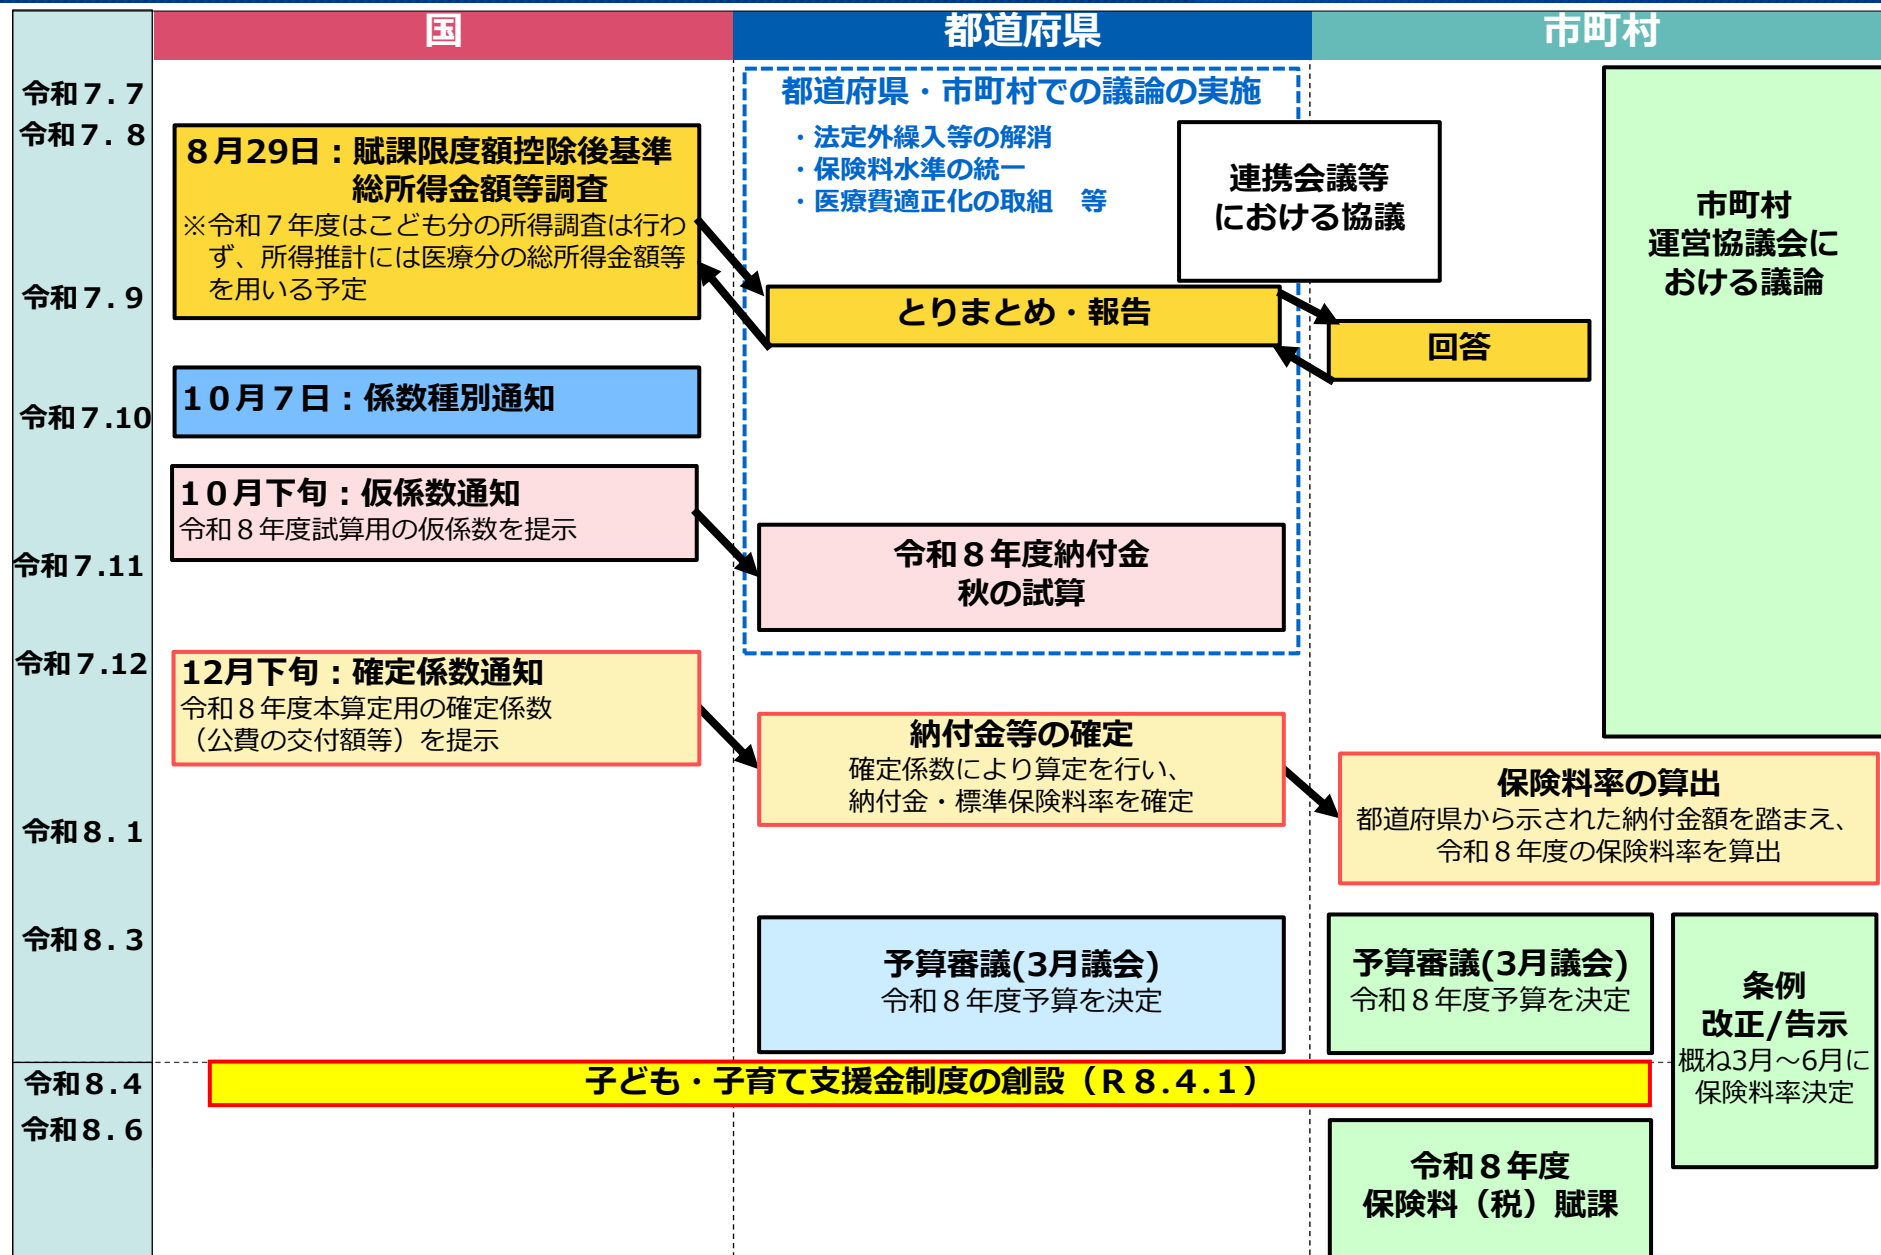 国
都道府県
市町村
令和７.７
令和７.８
令和７.９
令和７.10
令和７.11
令和７.12
令和８.１
令和８.３
令和８.４
令和８.６
８月29日：賦課限度額控除後基準
総所得金額等調査
※令和７年度はこども分の所得調査は行わ
ず、所得推計には医療分の総所得金額等
を用いる予定
１０月７日：係数種別通知
１０月下旬：仮係数通知
令和８年度試算用の仮係数を提示
12月下旬：確定係数通知
令和８年度本算定用の確定係数
（公費の交付額等）を提示
都道府県・市町村での議論の実施
・法定外繰入等の解消
・保険料水準の統一
・医療費適正化の取組　等
連携会議等
における協議
とりまとめ・報告
回答
市町村
運営協議会に
おける議論
令和８年度納付金
秋の試算
納付金等の確定
確定係数により算定を行い、
納付金・標準保険料率を確定
保険料率の算出
都道府県から示された納付金額を踏まえ、
令和８年度の保険料率を算出
予算審議(3月議会)
令和８年度予算を決定
予算審議(3月議会)
令和８年度予算を決定
条例
改正/告示
概ね3月～6月に
保険料率決定
子ども・子育て支援金制度の創設（Ｒ８.４.１）
令和８年度
保険料（税）賦課